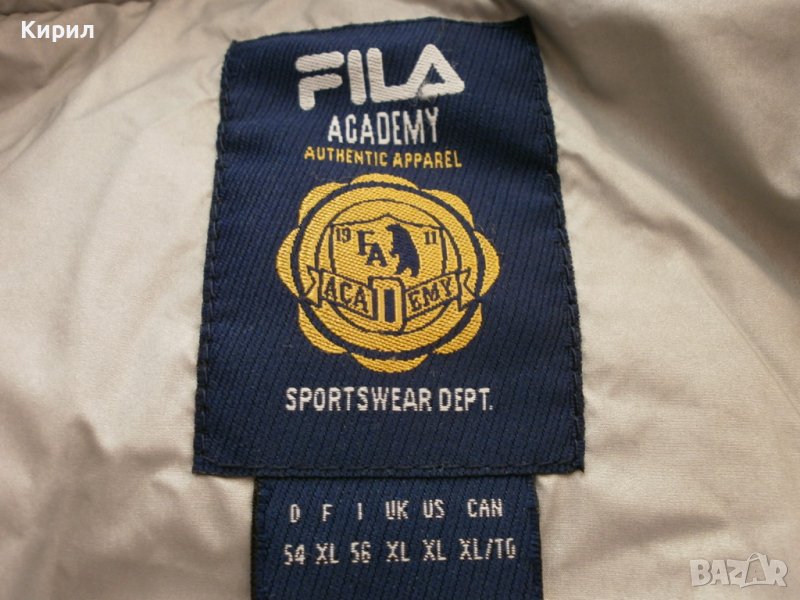 Кирил
FILA
ACADEMY
AUTHENTIC APPAREL
19 11
FA
ACADEMY
SPORTSWEAR DEPT.
D F I UK US CAN
54 XL 56 XL XL XL/TG
BAZAR